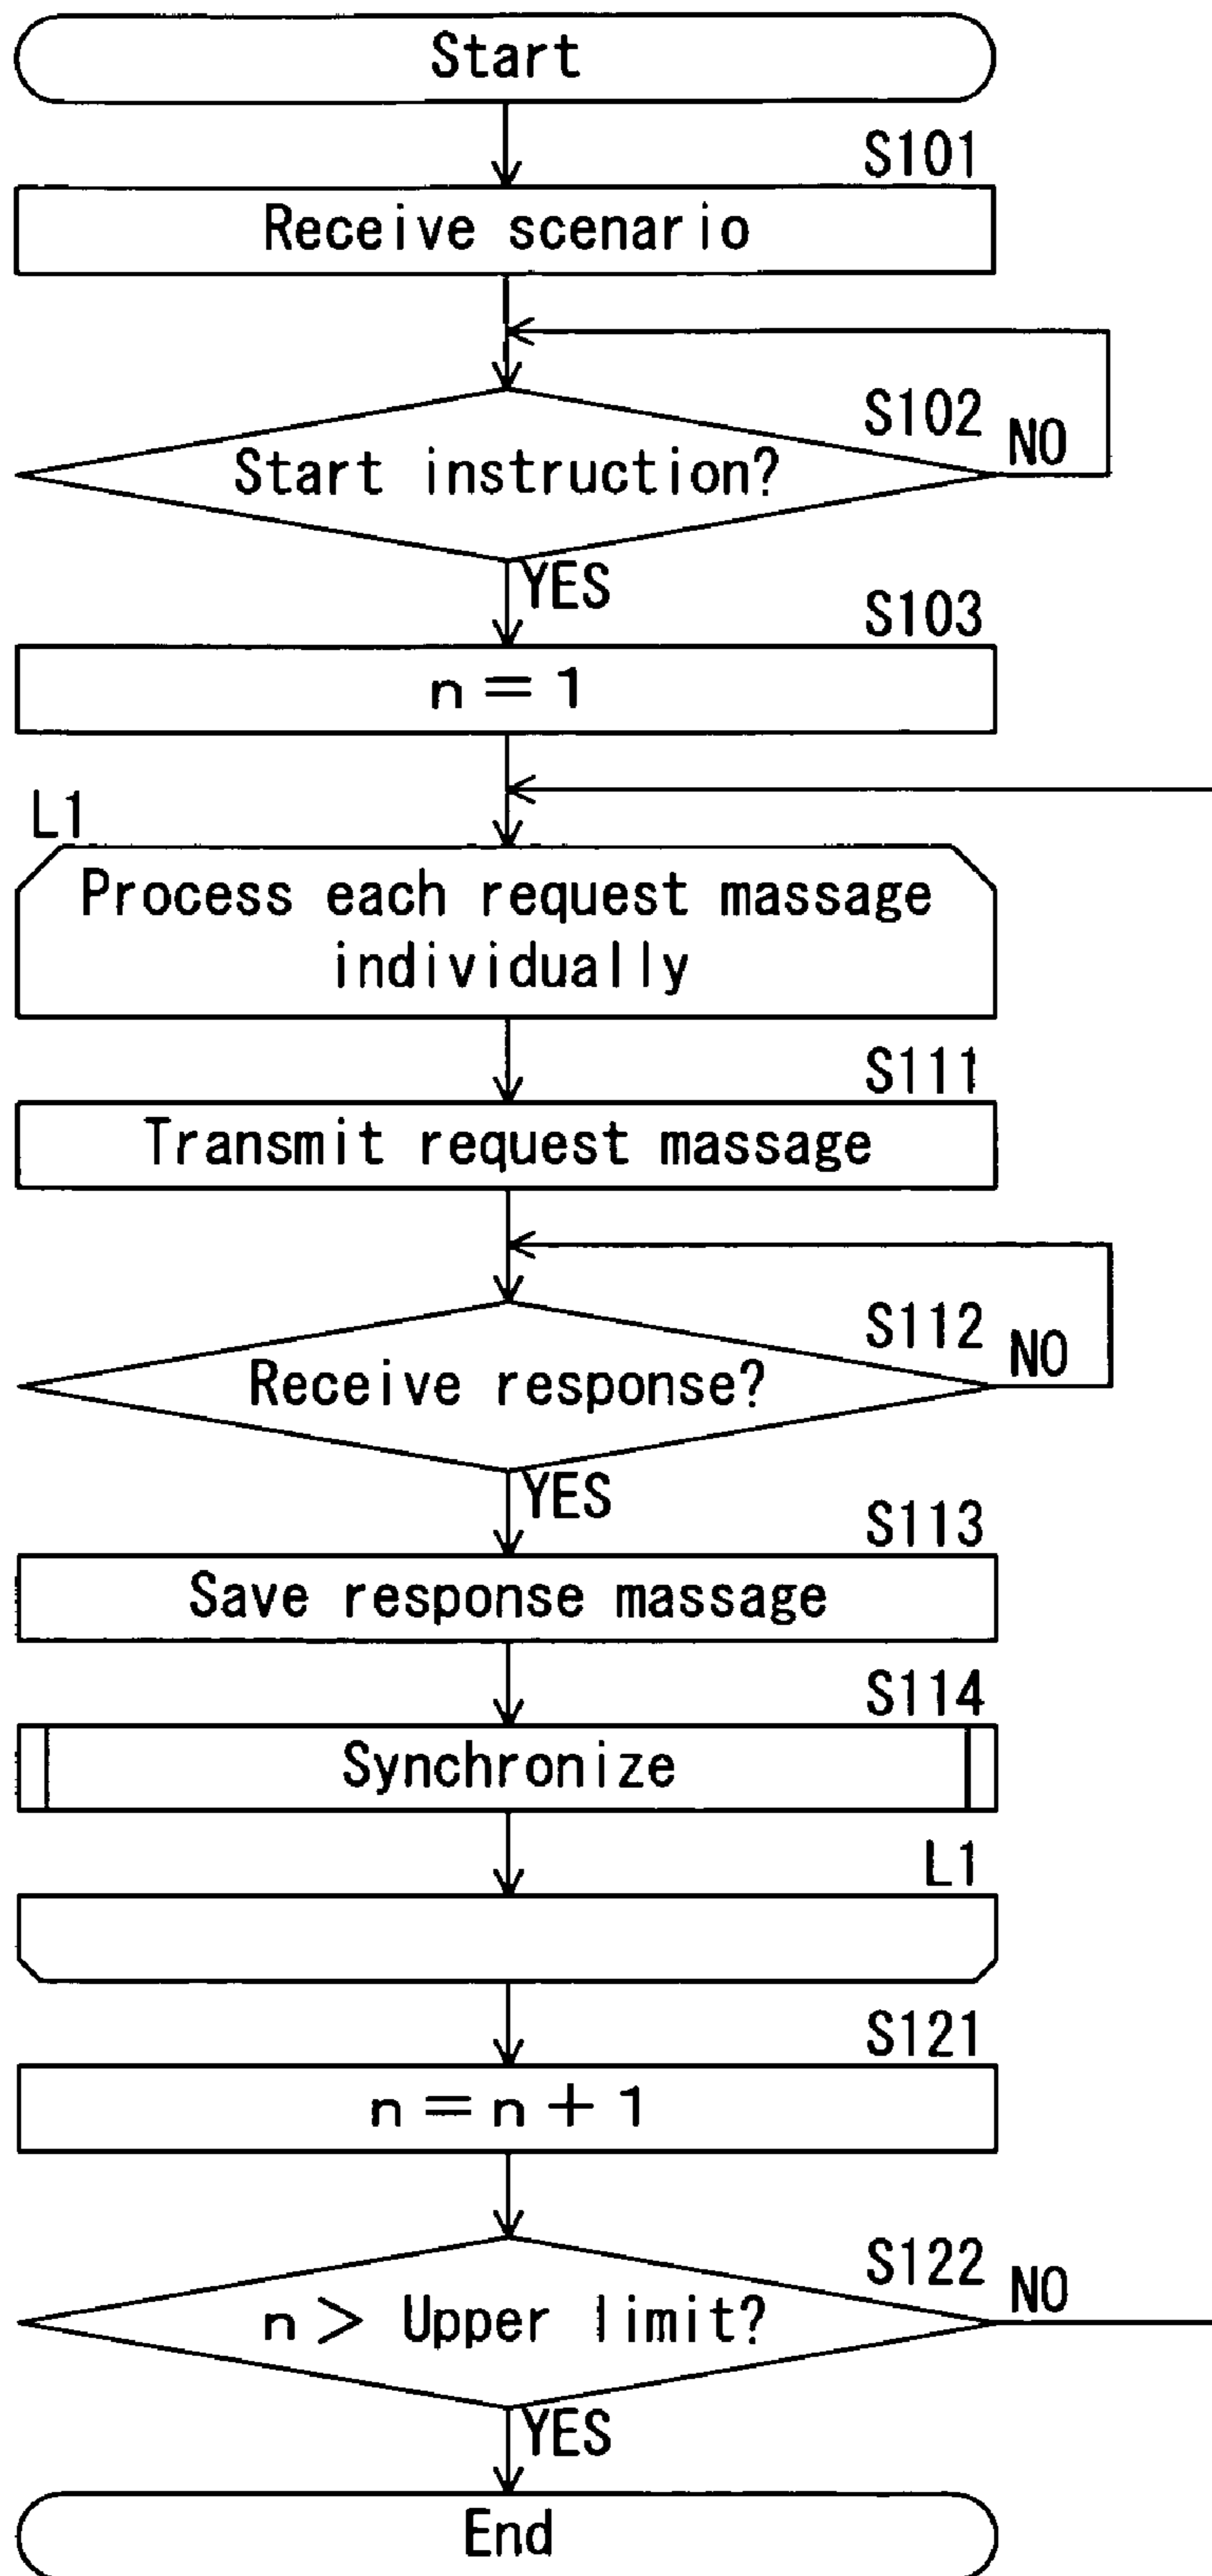 Start
S101
Receive scenario
S102
NO
Start instruction?
YES
S103
n = 1
L1
Process each request massage
individually
S111
Transmit request massage
S112
NO
Receive response?
YES
S113
Save response massage
S114
Synchronize
L1
S121
n = n + 1
S122
NO
n > Upper limit?
YES
End